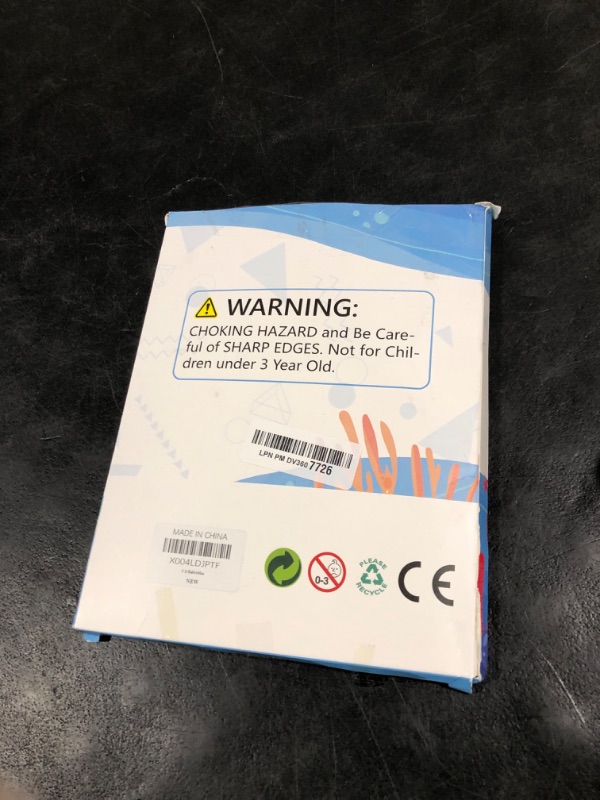 WARNING:
CHOKING HAZARD and Be Care-
ful of SHARP EDGES. Not for Chil-
dren under 3 Year Old.
LPN PM DV360 7726
MADE IN CHINA
X004LDJPTF
NEW
0-3
PLEASE
RECYCLE
CE